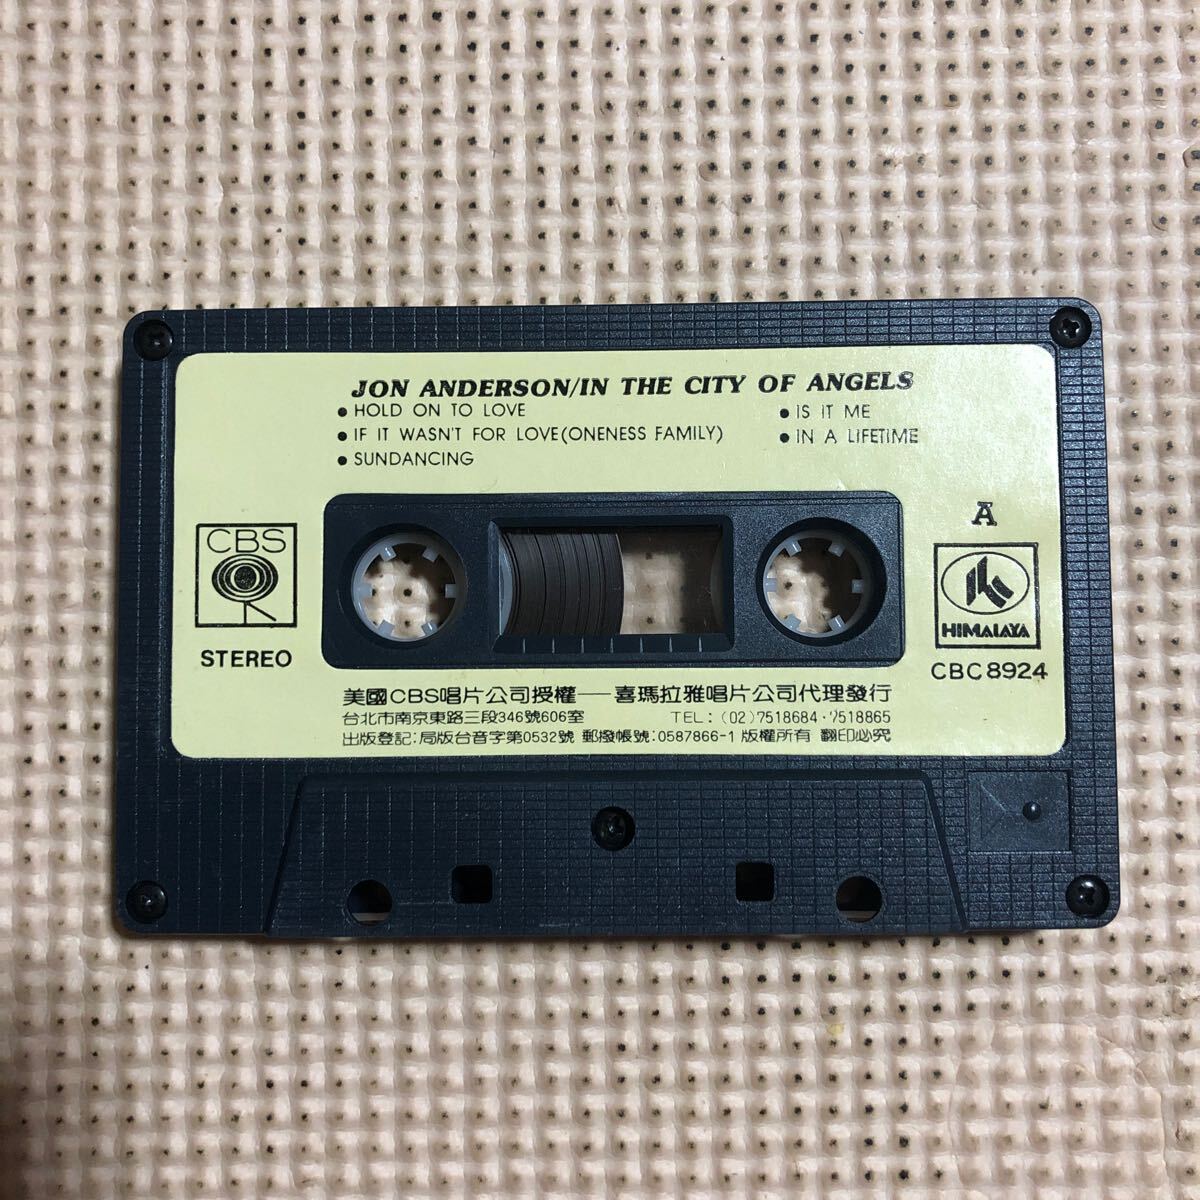 JON ANDERSON/IN THE CITY OF ANGELS
• HOLD ON TO LOVE
• IF IT WASN'T FOR LOVE(ONENESS FAMILY)
• SUNDANCING
• IS IT ME
• IN A LIFETIME
CBS
STEREO
A
HIMALAYA
CBC8924
美國CBS唱片公司授權——喜瑪拉雅唱片公司代理發行
台北市南京東路三段346號606室 TEL:(02)7518684·7518865
出版登記:局版台音字第0532號 郵撥帳號:0587866-1 版權所有 翻印必究